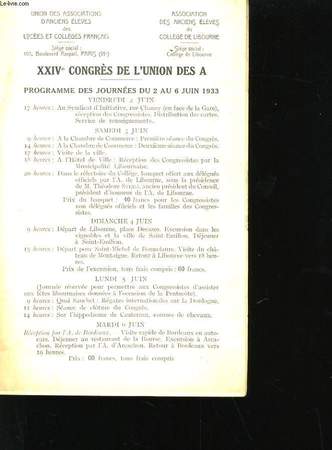 UNION DES ASSOCIATIONS
D'ANCIENS ÉLÈVES
DES
LYCÉES ET COLLÈGES FRANÇAIS
Siège social :
Boulevard Raspail, PARIS
ASSOCIATION
DES ANCIENS ÉLÈVES
DU
COLLÈGE DE LIBOURNE
Siège social :
Collège de Libourne
XXIVe CONGRÈS DE L'UNION DES A
PROGRAMME DES JOURNÉES DU 2 AU 6 JUIN 1933
VENDREDI 2 JUIN
17 heures : Au Syndicat d'Initiative, rue Chanzy (en face de la Gare),
réception des Congressistes. Distribution des cartes.
Service de renseignements.
SAMEDI 3 JUIN
9 heures : A la Chambre de Commerce : Première séance du Congrès.
14 heures : A la Chambre de Commerce : Deuxième séance du Congrès.
17 heures : Visite de la ville.
18 heures : A l'Hôtel de Ville : Réception des Congressistes par la
Municipalité Libournaise.
20 heures : Dans le réfectoire du Collège, banquet offert aux délégués
officiels par l'A. de Libourne, sous la présidence
de M. Théodore STEEG, ancien président du Conseil,
président d'honneur de l'A. de Libourne.
Prix du banquet : 40 francs pour les Congressistes
non délégués officiels et les familles des Congres-
sistes.
DIMANCHE 4 JUIN
9 heures : Départ de Libourne, place Decazes. Excursion dans les
vignobles et la ville de Saint-Émilion. Déjeuner
à Saint-Émilion.
15 heures : Départ pour Saint-Michel de Montaigne. Visite du châ-
teau de Montaigne. Retour à Libourne vers 18 heu-
res.
Prix de l'excursion, tous frais compris : 60 francs.
LUNDI 5 JUIN
(Journée réservée pour permettre aux Congressistes d'assister
aux fêtes libournaises données à l'occasion de la Pentecôte).
9 heures : Quai Souchet : Régates internationales sur la Dordogne.
11 heures : Séance de clôture du Congrès.
14 heures : Sur l'hippodrome de courses de chevaux.
MARDI 6 JUIN
Réception par l'A. de Bordeaux. Visite rapide de Bordeaux en auto-
cars. Déjeuner au restaurant de la Bourse. Excursion à Arca-
chon. Réception par l'A. d'Arcachon. Retour à Bordeaux vers
heures.
Prix : 60 francs, tous frais compris